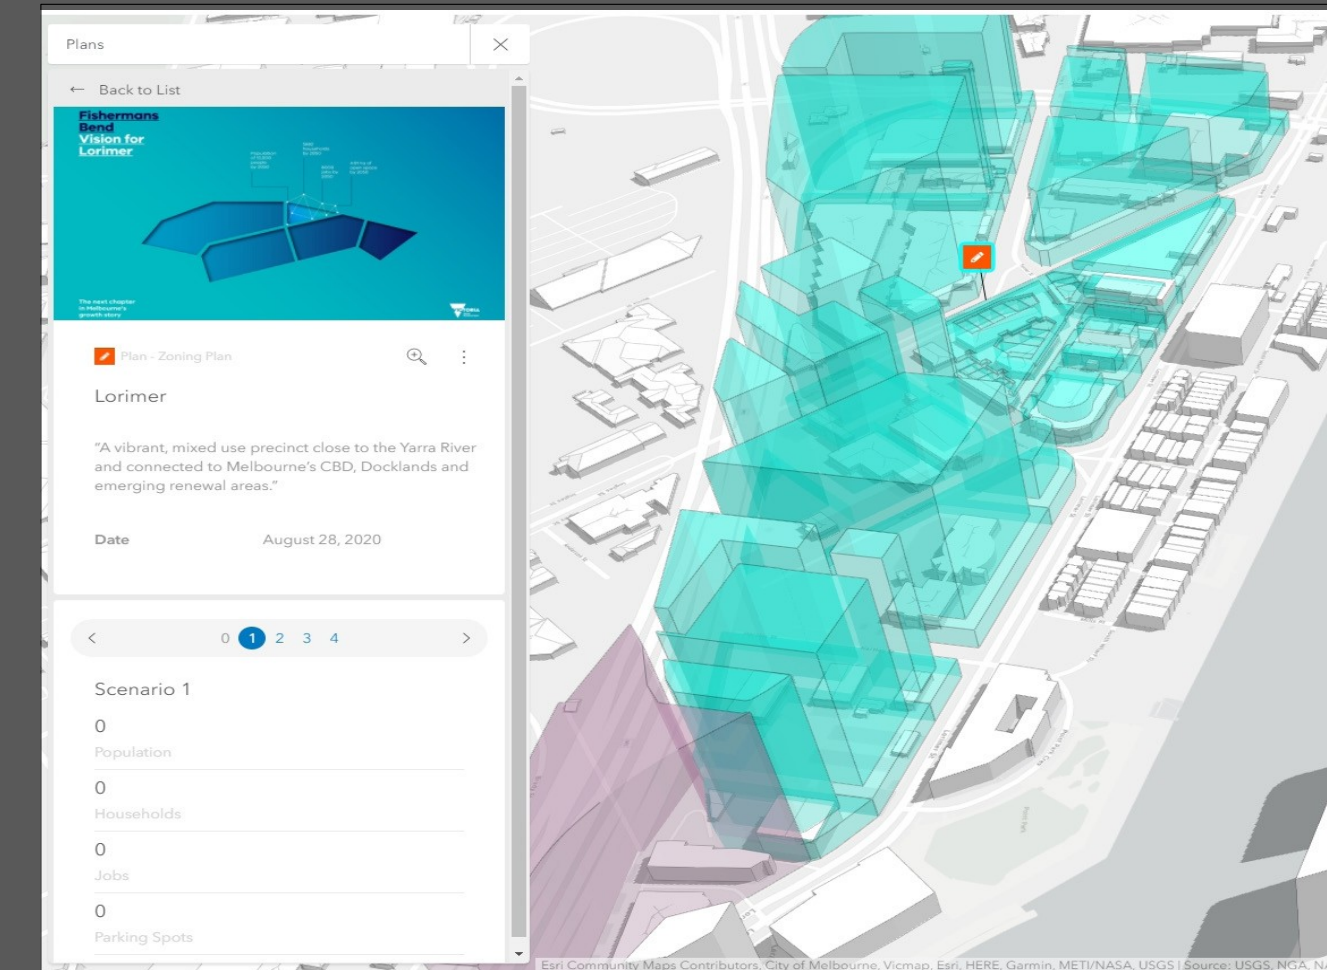 Plans
← Back to List
Fishermans
Bend
Vision for
Lorimer
The next chapter
in Melbourne's
growth story
Plan - Zoning Plan
Lorimer
“A vibrant, mixed use precinct close to the Yarra River
and connected to Melbourne’s CBD, Docklands and
emerging renewal areas.”
Date August 28, 2020
0 1 2 3 4
Scenario 1
0
Population
0
Households
0
Jobs
0
Parking Spots
Esri Community Maps Contributors, City of Melbourne, Vicmap, Esri, HERE, Garmin, METI/NASA, USGS | Source: USGS, NGA,